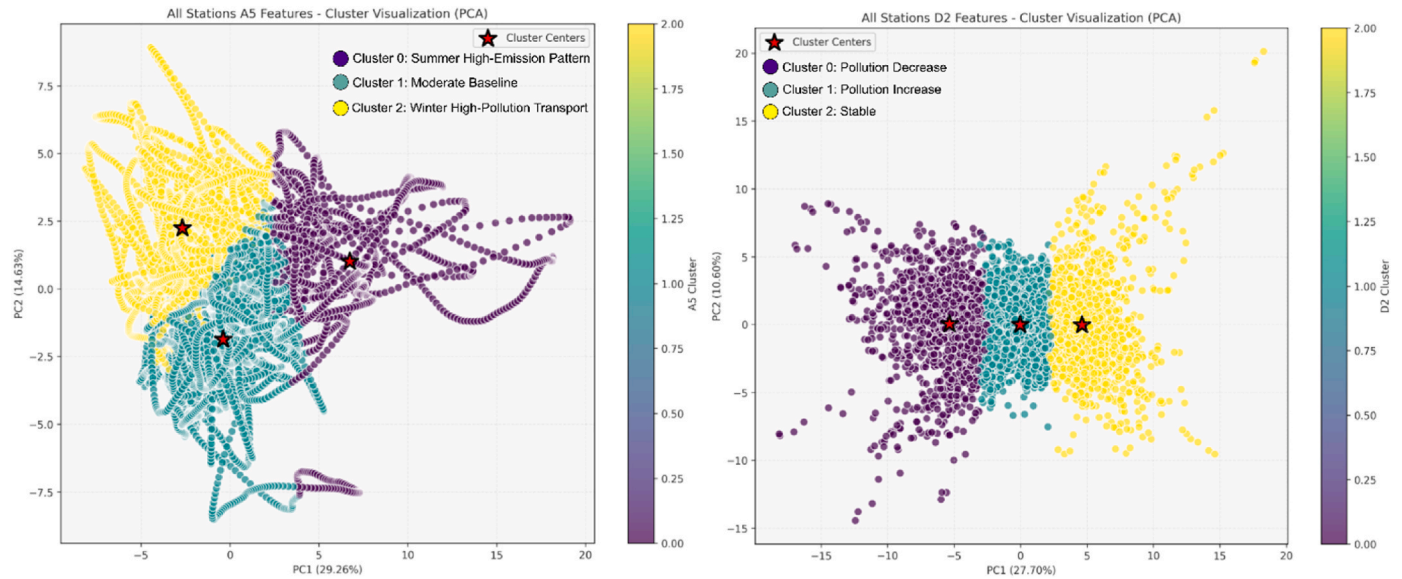 All Stations A5 Features - Cluster Visualization (PCA)
Cluster Centers
Cluster 0: Summer High-Emission Pattern
Cluster 1: Moderate Baseline
Cluster 2: Winter High-Pollution Transport
7.5
5.0
2.5
0.0
−2.5
−5.0
−7.5
PC2 (14.63%)
−5
0
5
10
15
20
PC1 (29.26%)
2.00
1.75
1.50
1.25
1.00
0.75
0.50
0.25
0.00
A5 Cluster
All Stations D2 Features - Cluster Visualization (PCA)
Cluster Centers
Cluster 0: Pollution Decrease
Cluster 1: Pollution Increase
Cluster 2: Stable
20
15
10
5
0
−5
−10
−15
PC2 (10.60%)
−15
−10
−5
0
5
10
15
20
PC1 (27.70%)
2.00
1.75
1.50
1.25
1.00
0.75
0.50
0.25
0.00
D2 Cluster